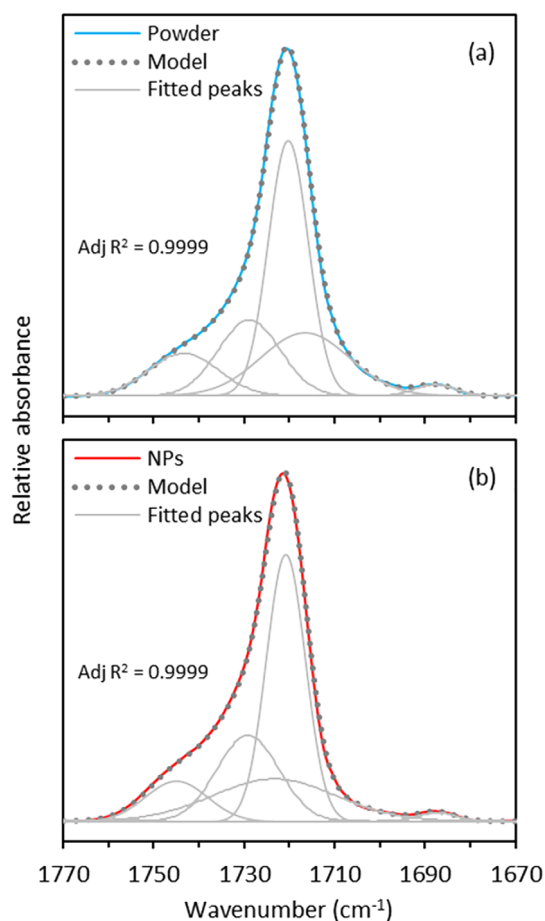 Powder
Model
Fitted peaks
(a)
Adj R² = 0.9999
Relative absorbance
NPs
Model
Fitted peaks
(b)
Adj R² = 0.9999
1770 1750 1730 1710 1690 1670
Wavenumber (cm⁻¹)